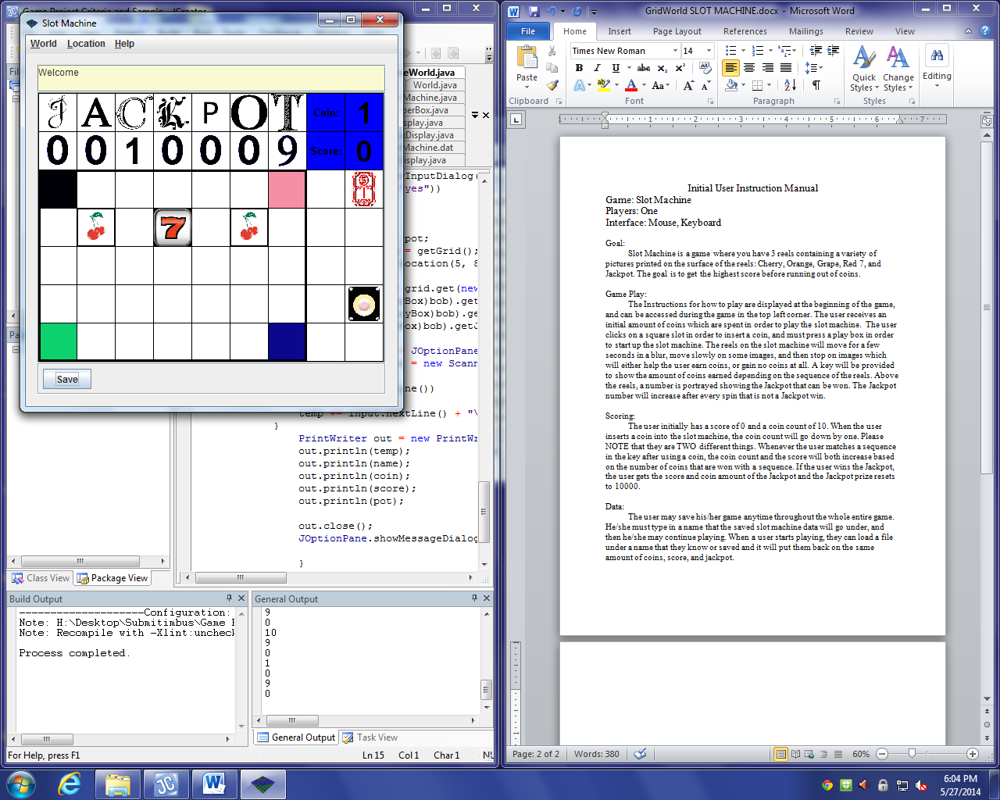 Game Project Criteria and Sample - JCreator
Slot Machine
World Location Help
Welcome
JACKPOT Coin: 1
0010009 Score: 0
7
Save
eWorld.java
World.java
Machine.java
perBox.java
splay.java
xDisplay.java
Machine.dat
isplay.java
InputDialog(
yes"))
pot;
= getGrid();
ocation(5, 8
grid.get(new
Box)bob).get
yBox)bob).ge
ox)bob).getJ
JOptionPane
= new Scann
ne())
temp += input.nextLine() + "\
}
PrintWriter out = new PrintWr
out.println(temp);
out.println(name);
out.println(coin);
out.println(score);
out.println(pot);
out.close();
JOptionPane.showMessageDialog
}
Class View Package View
Build Output
--------------------Configuration:
Note: H:\Desktop\Submitimbus\Game
Note: Recompile with -Xlint:uncheck
Process completed.
General Output
9
0
10
9
0
1
0
9
0
General Output Task View
For Help, press F1 Ln 15 Col 1 Char 1
GridWorld SLOT MACHINE.docx - Microsoft Word
File Home Insert Page Layout References Mailings Review View
Times New Roman 14
Paste
Quick Styles
Change Styles
Editing
Clipboard Font Paragraph Styles
1 1 2 3 4 5 6 7
Initial User Instruction Manual
Game: Slot Machine
Players: One
Interface: Mouse, Keyboard
Goal:
Slot Machine is a game where you have 3 reels containing a variety of
pictures printed on the surface of the reels: Cherry, Orange, Grape, Red 7, and
Jackpot. The goal is to get the highest score before running out of coins.
Game Play:
The Instructions for how to play are displayed at the beginning of the game,
and can be accessed during the game in the top left corner. The user receives an
initial amount of coins which are spent in order to play the slot machine. The user
clicks on a square slot in order to insert a coin, and must press a play box in order
to start up the slot machine. The reels on the slot machine will move for a few
seconds in a blur, move slowly on some images, and then stop on images which
will either help the user earn coins, or gain no coins at all. A key will be provided
to show the amount of coins earned depending on the sequence of the reels. Above
the reels, a number is portrayed showing the Jackpot that can be won. The Jackpot
number will increase after every spin that is not a Jackpot win.
Scoring:
The user initially has a score of 0 and a coin count of 10. When the user
inserts a coin into the slot machine, the coin count will go down by one. Please
NOTE that they are TWO different things. Whenever the user matches a sequence
in the key after using a coin, the coin count and the score will both increase based
on the number of coins that are won with a sequence. If the user wins the Jackpot,
the user gets the score and coin amount of the Jackpot and the Jackpot prize resets
to 10000.
Data:
The user may save his/her game anytime throughout the whole entire game.
He/she must type in a name that the saved slot machine data will go under, and
then he/she may continue playing. When a user starts playing, they can load a file
under a name that they know or saved and it will put them back on the same
amount of coins, score, and jackpot.
Page: 2 of 2 Words: 380 60%
6:04 PM
5/27/2014